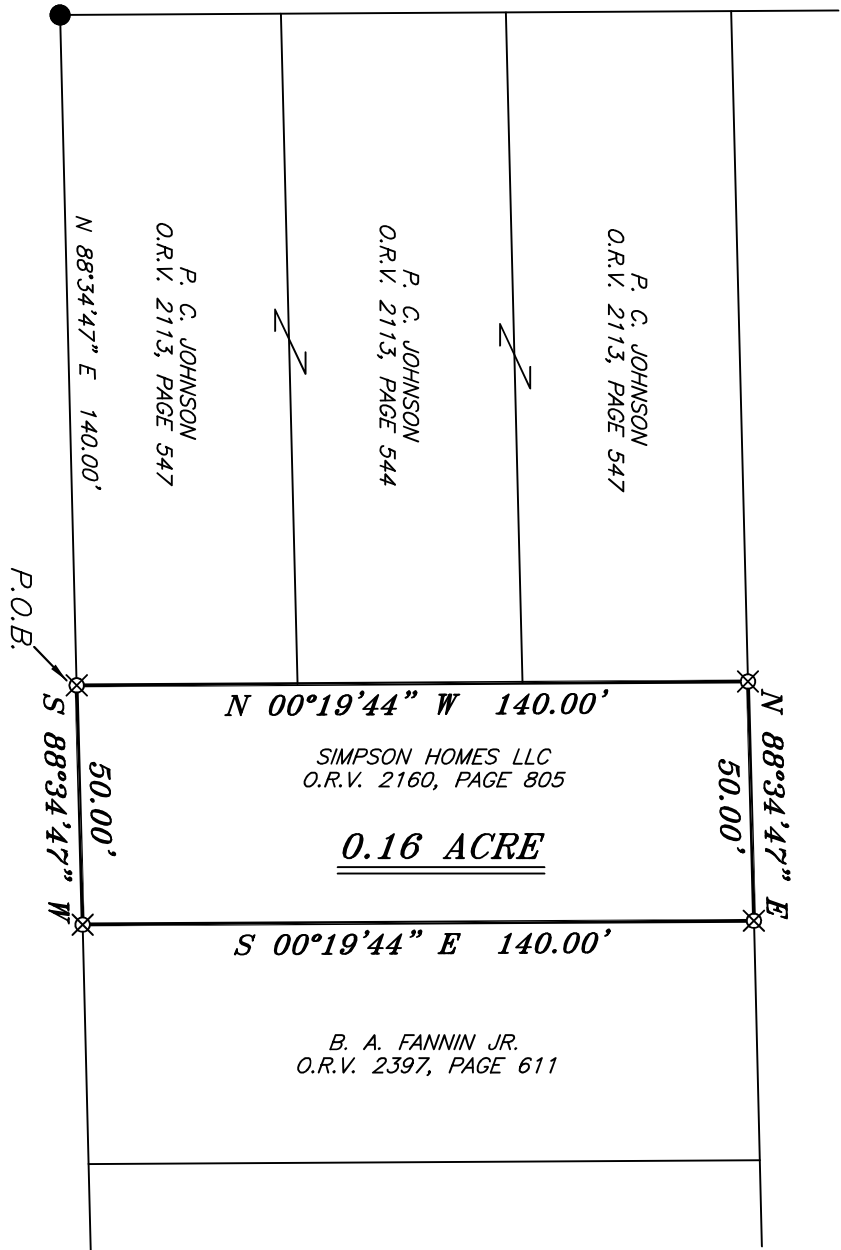 P. C. JOHNSON
O.R.V. 2113, PAGE 547
P. C. JOHNSON
O.R.V. 2113, PAGE 544
P. C. JOHNSON
O.R.V. 2113, PAGE 547
N 88°34'47" E 140.00'
P.O.B.
N 00°19'44" W 140.00'
SIMPSON HOMES LLC
O.R.V. 2160, PAGE 805
0.16 ACRE
S 88°34'47" W
50.00'
N 88°34'47" E
50.00'
S 00°19'44" E 140.00'
B. A. FANNIN JR.
O.R.V. 2397, PAGE 611